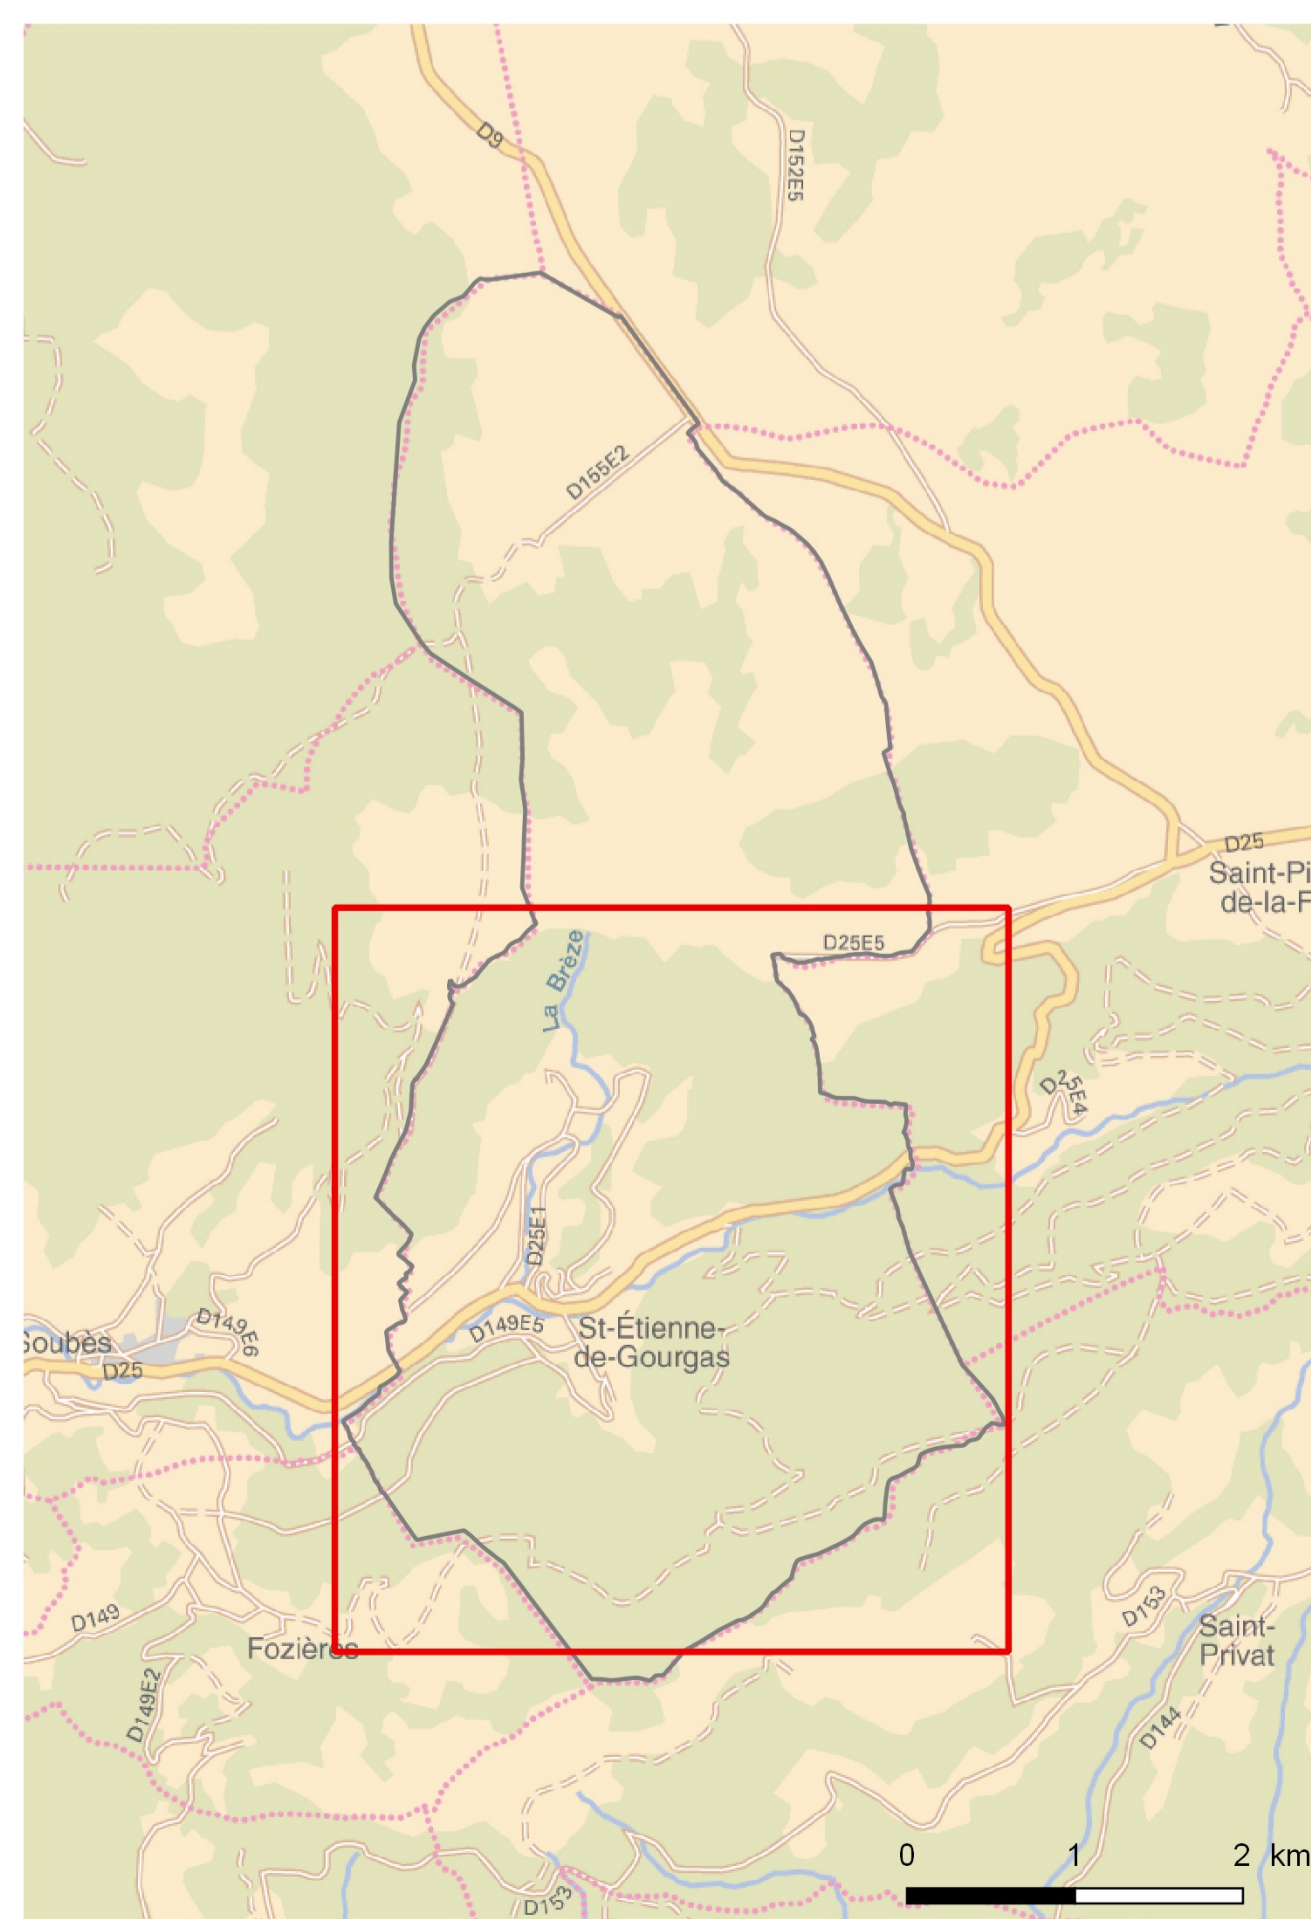 D9
D152E5
D155E2
D25
Saint-Pi
de-la-F
D25E5
La Brèze
D25E4
D25E1
D149E6
D149E5
St-Étienne-
de-Gourgas
Soubès
D25
D149
Fozières
D153
Saint-
Privat
D149E2
D144
0 1 2 km
D153